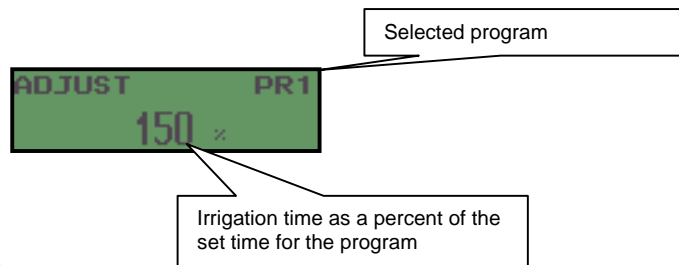 Selected program
ADJUST PR1
150 %
Irrigation time as a percent of the
set time for the program